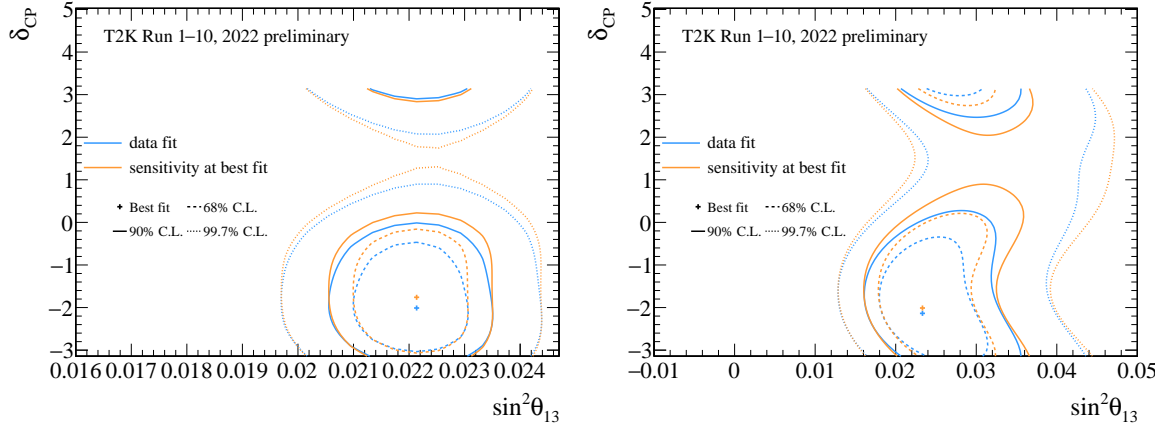 δCP
T2K Run 1–10, 2022 preliminary
5
4
3
2
1
0
−1
−2
−3
data fit
sensitivity at best fit
Best fit
68% C.L.
90% C.L.
99.7% C.L.
0.016 0.017 0.018 0.019 0.02 0.021 0.022 0.023 0.024
sin²θ13
δCP
T2K Run 1–10, 2022 preliminary
5
4
3
2
1
0
−1
−2
−3
data fit
sensitivity at best fit
Best fit
68% C.L.
90% C.L.
99.7% C.L.
−0.01 0 0.01 0.02 0.03 0.04 0.05
sin²θ13